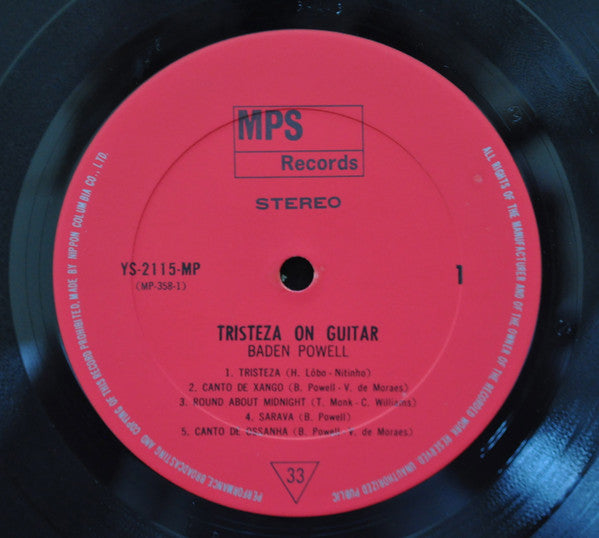 MPS
Records
STEREO
YS-2115-MP
(MP-358-1)
1
TRISTEZA ON GUITAR
BADEN POWELL
1. TRISTEZA (H. Lôbo - Nitinho)
2. CANTO DE XANGO (B. Powell - V. de Moraes)
3. ROUND ABOUT MIDNIGHT (T. Monk - C. Williams)
4. SARAVA (B. Powell)
5. CANTO DE OSSANHA (B. Powell - V. de Moraes)
33
ALL RIGHTS OF THE MANUFACTURER AND OF THE OWNER OF THE RECORDED WORK RESERVED. UNAUTHORIZED PUBLIC
PERFORMANCE, BROADCASTING AND COPYING OF THIS RECORD PROHIBITED. MADE BY NIPPON COLUMBIA CO., LTD.